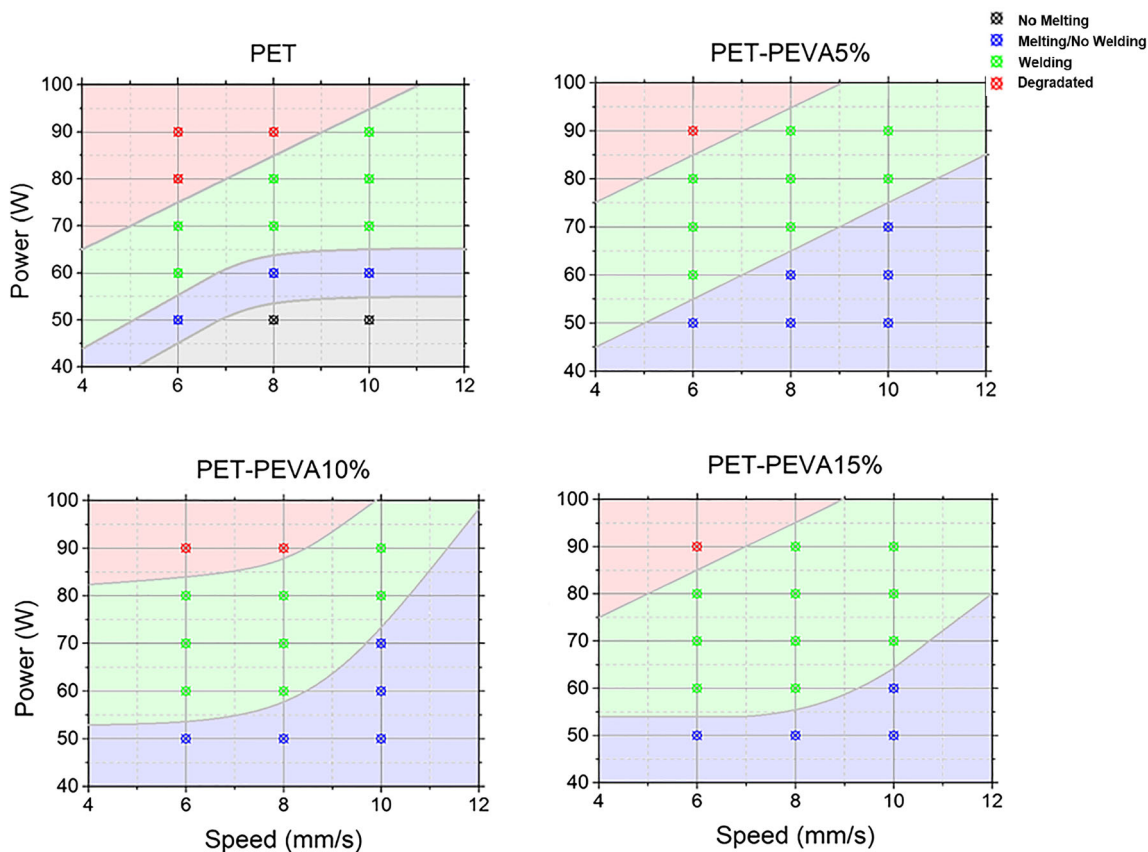 No Melting
Melting/No Welding
Welding
Degradated
PET
PET-PEVA5%
Power (W)
100
90
80
70
60
50
40
4 6 8 10 12
100
90
80
70
60
50
40
4 6 8 10 12
PET-PEVA10%
PET-PEVA15%
Power (W)
100
90
80
70
60
50
40
4 6 8 10 12
Speed (mm/s)
100
90
80
70
60
50
40
4 6 8 10 12
Speed (mm/s)